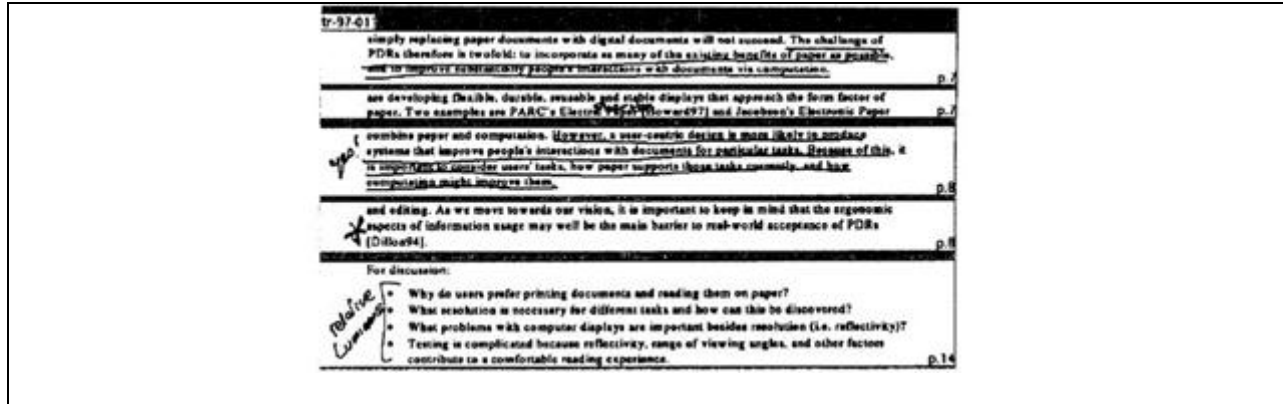 tr-97-01
simply replacing paper documents with digital documents will not succeed. The challenge of
PDRs therefore is twofold: to incorporate as many of the existing benefits of paper as possible,
and to improve substantially people's interactions with documents via computation.
p.7
are developing flexible, durable, reusable and stable displays that approach the form factor of
paper. Two examples are PARC's Electric Paper [Howard97] and Jacobson's Electronic Paper
p.7
yes!
combine paper and computation. However, a user-centric design is more likely to produce
systems that improve people's interactions with documents for particular tasks. Because of this, it
is important to consider users' tasks, how paper supports those tasks currently, and how
computation might improve them.
p.8
and editing. As we move towards our vision, it is important to keep in mind that the ergonomic
aspects of information usage may well be the main barrier to real-world acceptance of PDRs
[Dillon94].
p.8
For discussion:
relative
• Why do users prefer printing documents and reading them on paper?
• What resolution is necessary for different tasks and how can this be discovered?
• What problems with computer displays are important besides resolution (i.e. reflectivity)?
• Testing is complicated because reflectivity, range of viewing angles, and other factors
contribute to a comfortable reading experience.
p.14